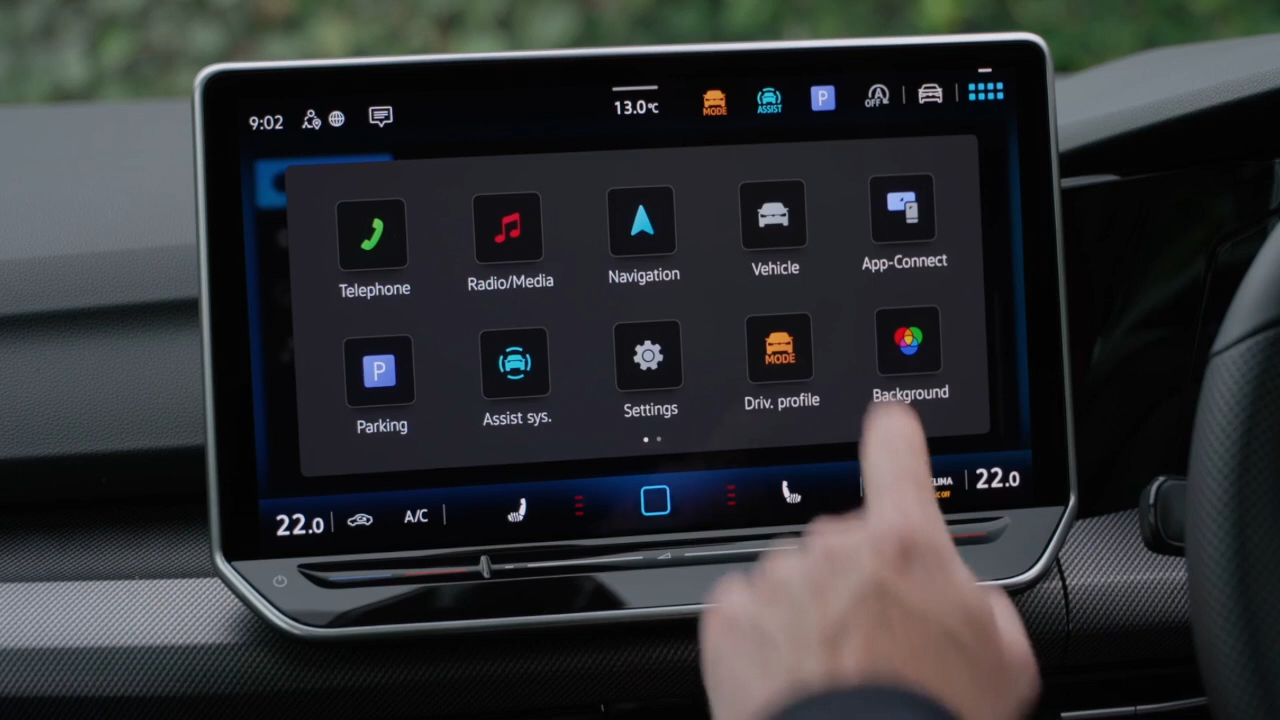 9:02
13.0°C
MODE
ASSIST
P
A
OFF
Telephone
Radio/Media
Navigation
Vehicle
App-Connect
P
MODE
Parking
Assist sys.
Settings
Driv. profile
Background
22.0
A/C
CLIMA
22.0